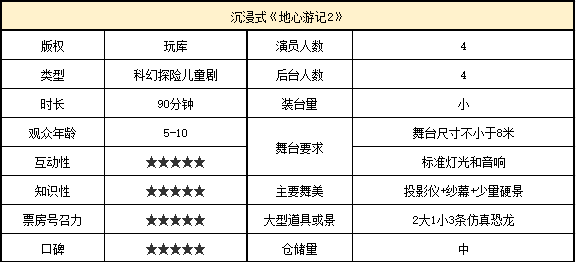 沉浸式《地心游记2》
版权 玩库 演员人数 4
类型 科幻探险儿童剧 后台人数 4
时长 90分钟 装台量 小
观众年龄 5-10 舞台要求 舞台尺寸不小于8米
互动性 ★★★★★ 标准灯光和音响
知识性 ★★★★★ 主要舞美 投影仪+纱幕+少量硬景
票房号召力 ★★★★★ 大型道具或景 2大1小3条仿真恐龙
口碑 ★★★★★ 仓储量 中